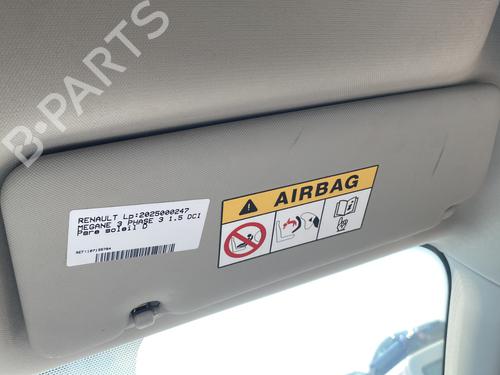 B-PARTS
RENAULT Lp:2025000247
MEGANE 3 PHASE 3 1.5 DCI
Pare soleil D
AIRBAG